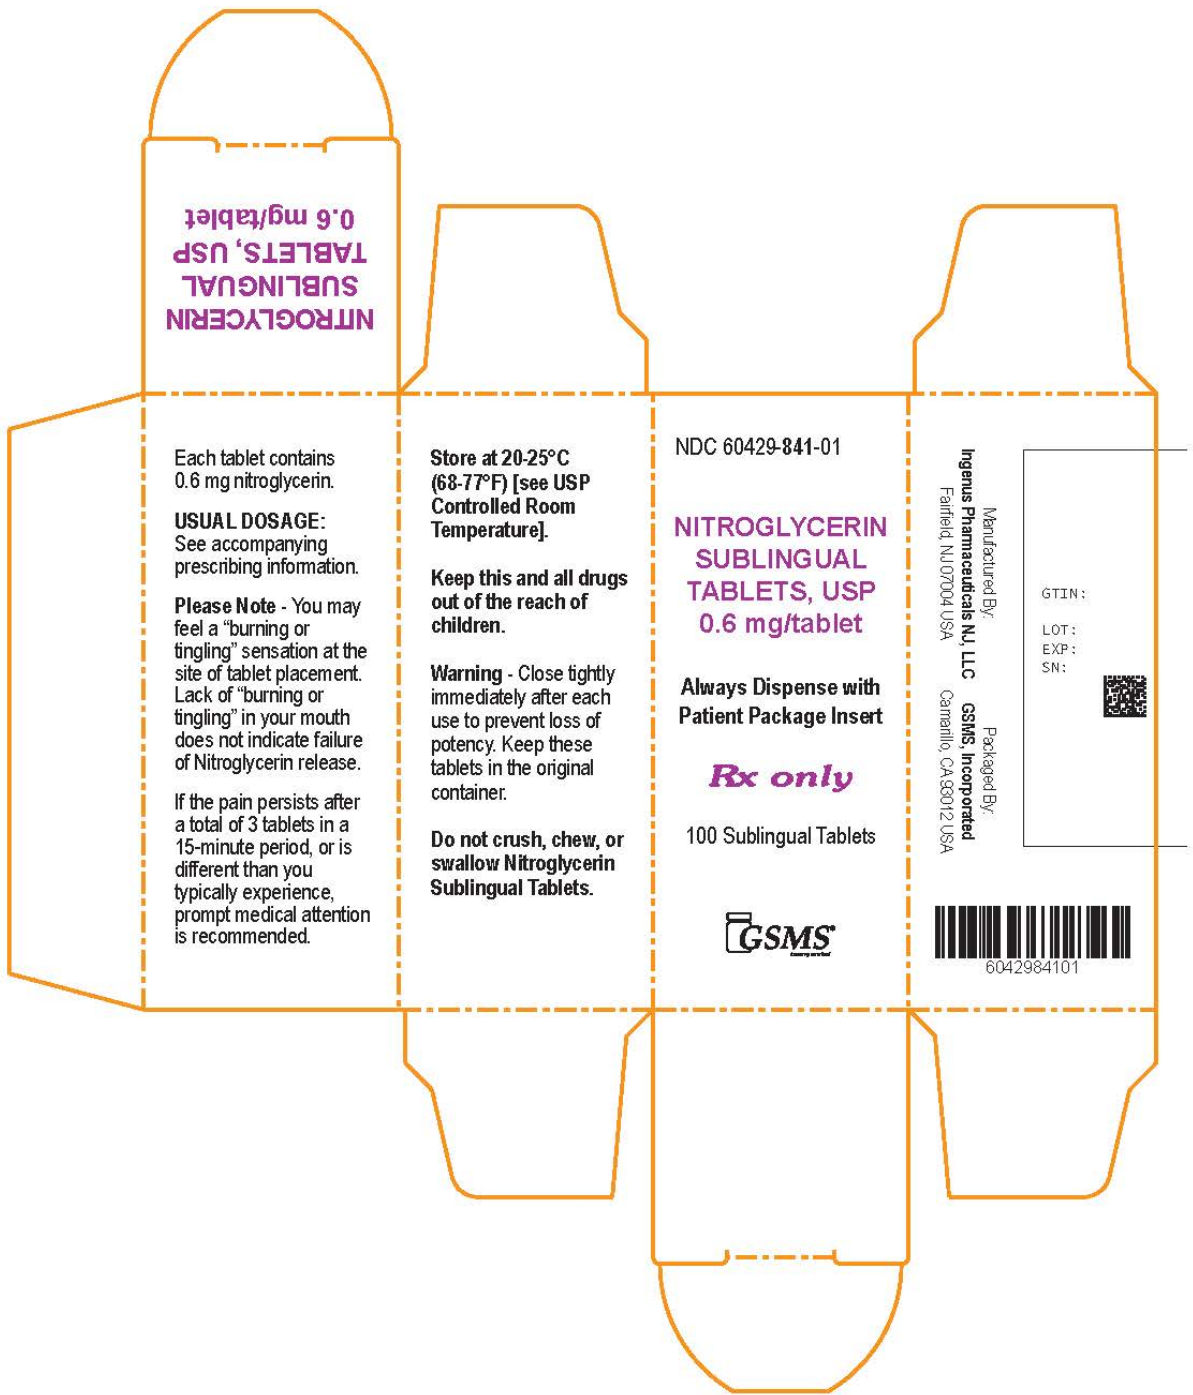 NITROGLYCERIN
SUBLINGUAL
TABLETS, USP
0.6 mg/tablet
Each tablet contains
0.6 mg nitroglycerin.
USUAL DOSAGE:
See accompanying
prescribing information.
Please Note - You may
feel a “burning or
tingling” sensation at the
site of tablet placement.
Lack of “burning or
tingling” in your mouth
does not indicate failure
of Nitroglycerin release.
If the pain persists after
a total of 3 tablets in a
15-minute period, or is
different than you
typically experience,
prompt medical attention
is recommended.
Store at 20-25°C
(68-77°F) [see USP
Controlled Room
Temperature].
Keep this and all drugs
out of the reach of
children.
Warning - Close tightly
immediately after each
use to prevent loss of
potency. Keep these
tablets in the original
container.
Do not crush, chew, or
swallow Nitroglycerin
Sublingual Tablets.
NDC 60429-841-01
NITROGLYCERIN
SUBLINGUAL
TABLETS, USP
0.6 mg/tablet
Always Dispense with
Patient Package Insert
Rx only
100 Sublingual Tablets
GSMS®
Manufactured By:
Ingenus Pharmaceuticals NJ, LLC
Fairfield, NJ 07004 USA
Packaged By:
GSMS, Incorporated
Camarillo, CA 93012 USA
GTIN:
LOT:
EXP:
SN:
6042984101